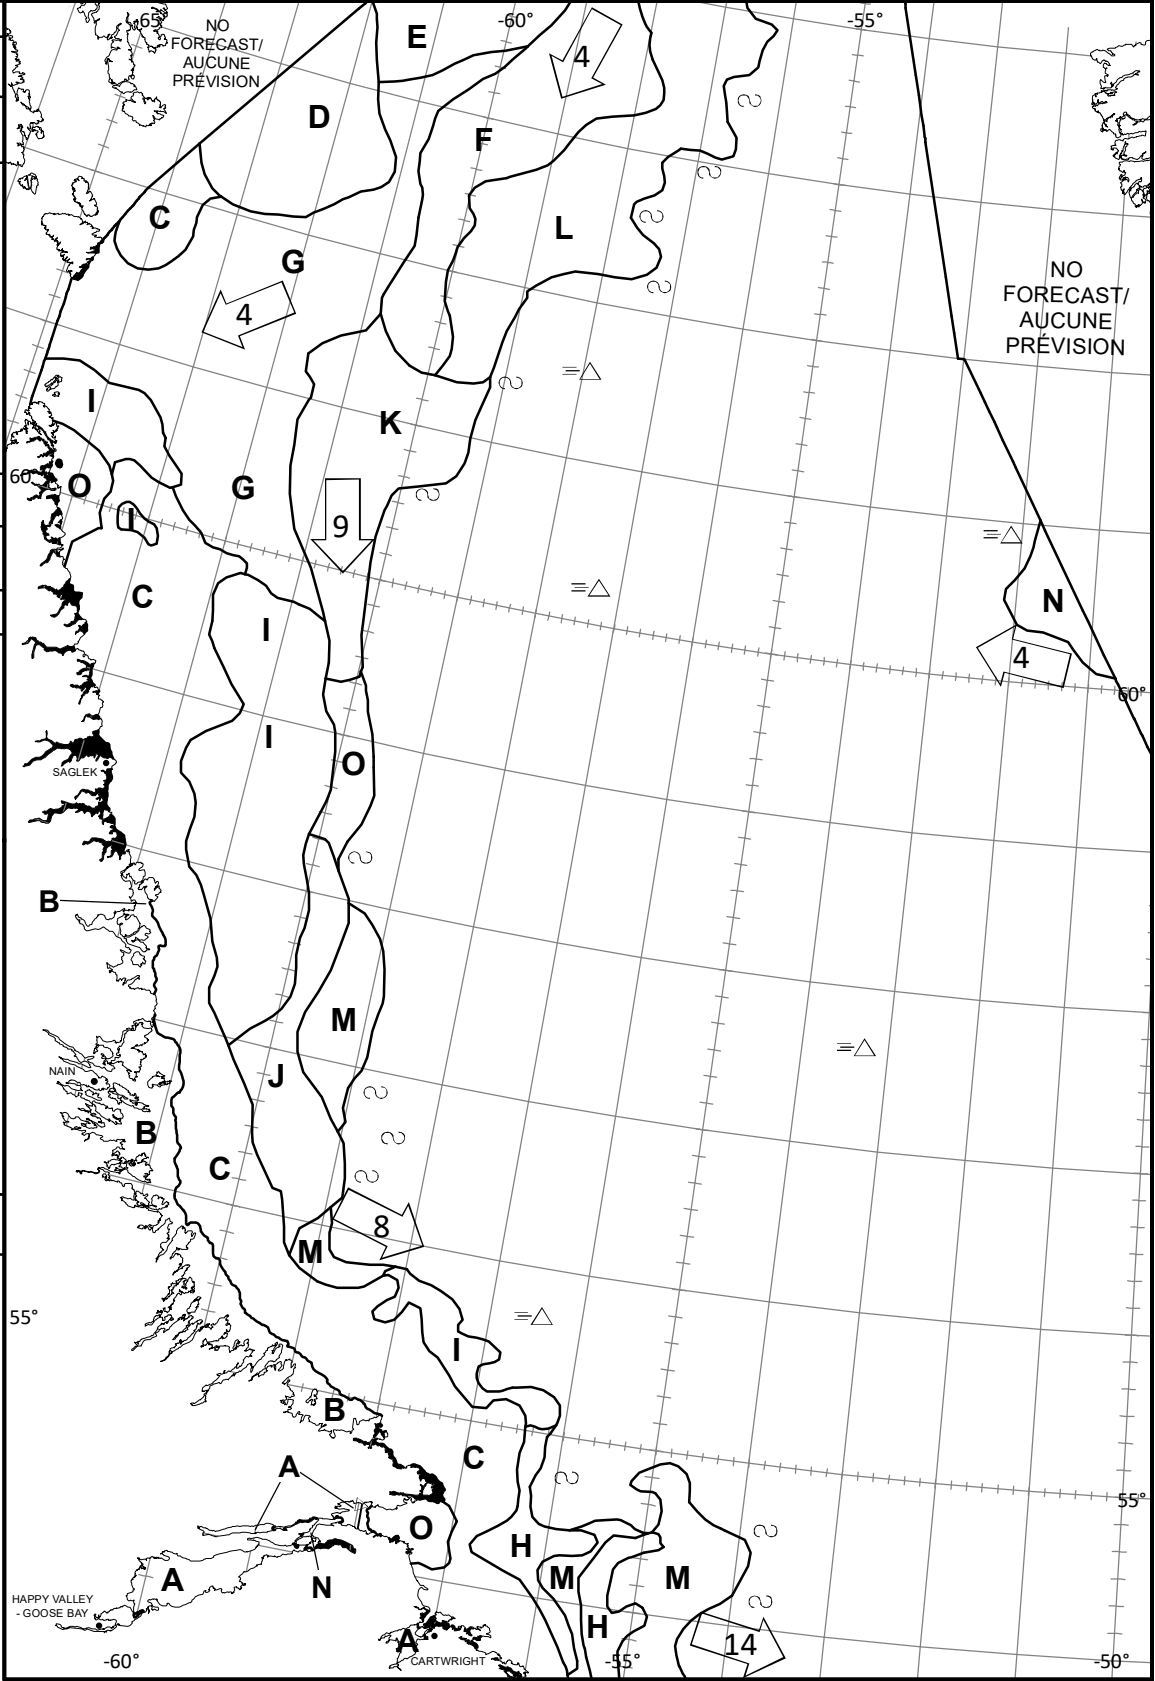 -65°
NO
FORECAST/
AUCUNE
PRÉVISION
E
-60°
4
-55°
D
F
C
L
G
4
NO
FORECAST/
AUCUNE
PRÉVISION
I
K
60°
O
I
G
9
C
I
N
4
60°
I
O
SAGLEK
B
M
NAIN
J
B
C
M
8
55°
I
B
C
A
55°
O
H
A
N
M
M
HAPPY VALLEY
- GOOSE BAY
H
A
CARTWRIGHT
14
-60°
-55°
-50°